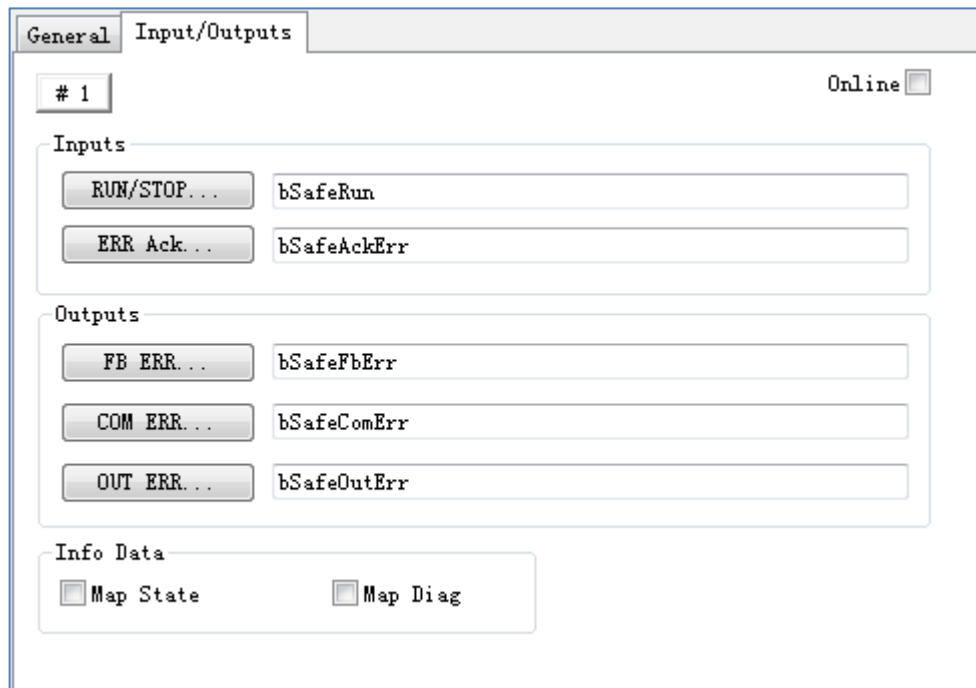 General Input/Outputs
# 1 Online
Inputs
RUN/STOP... bSafeRun
ERR Ack... bSafeAckErr
Outputs
FB ERR... bSafeFbErr
COM ERR... bSafeComErr
OUT ERR... bSafeOutErr
Info Data
Map State Map Diag